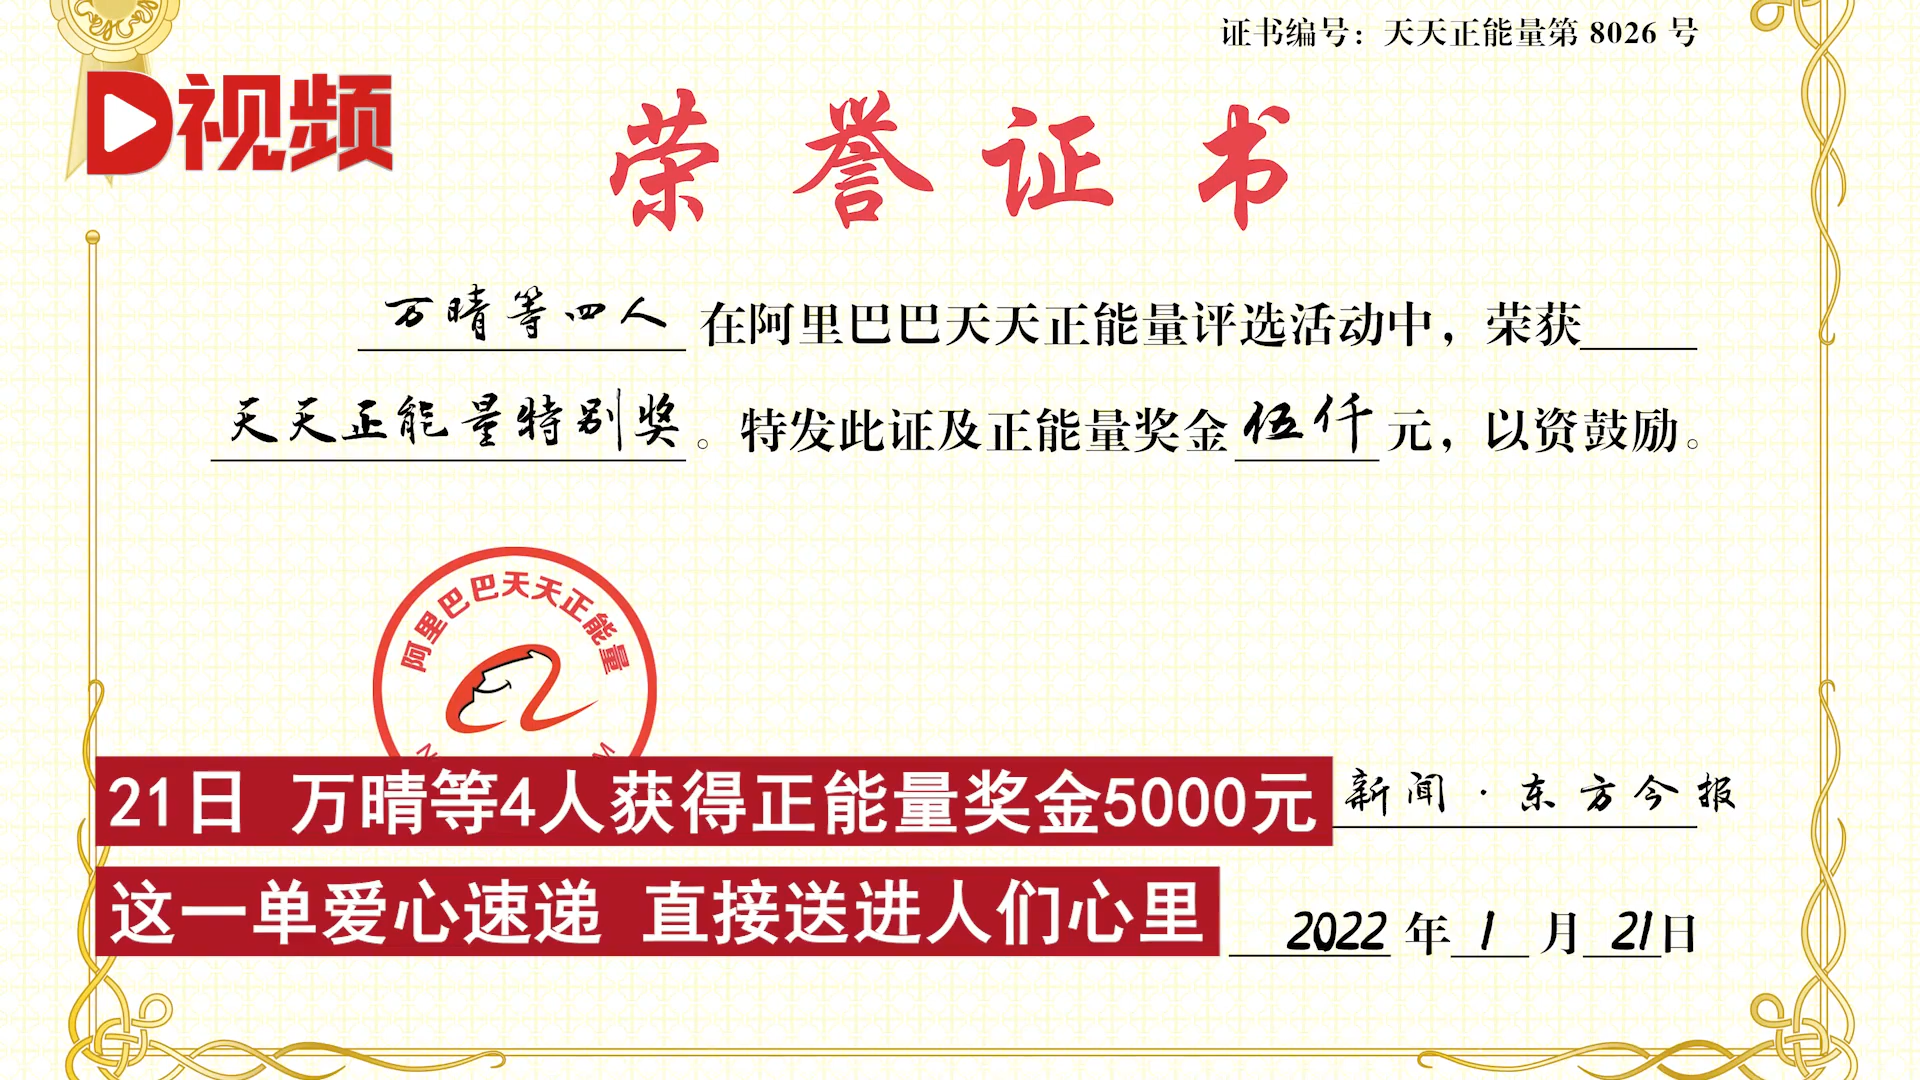 证书编号：天天正能量第 8026 号
视频
荣誉证书
万晴等四人 在阿里巴巴天天正能量评选活动中，荣获
天天正能量特别奖。特发此证及正能量奖金伍仟元，以资鼓励。
阿里巴巴天天正能量
21日 万晴等4人获得正能量奖金5000元
新闻·东方今报
这一单爱心速递 直接送进人们心里
2022 年 1 月 21日